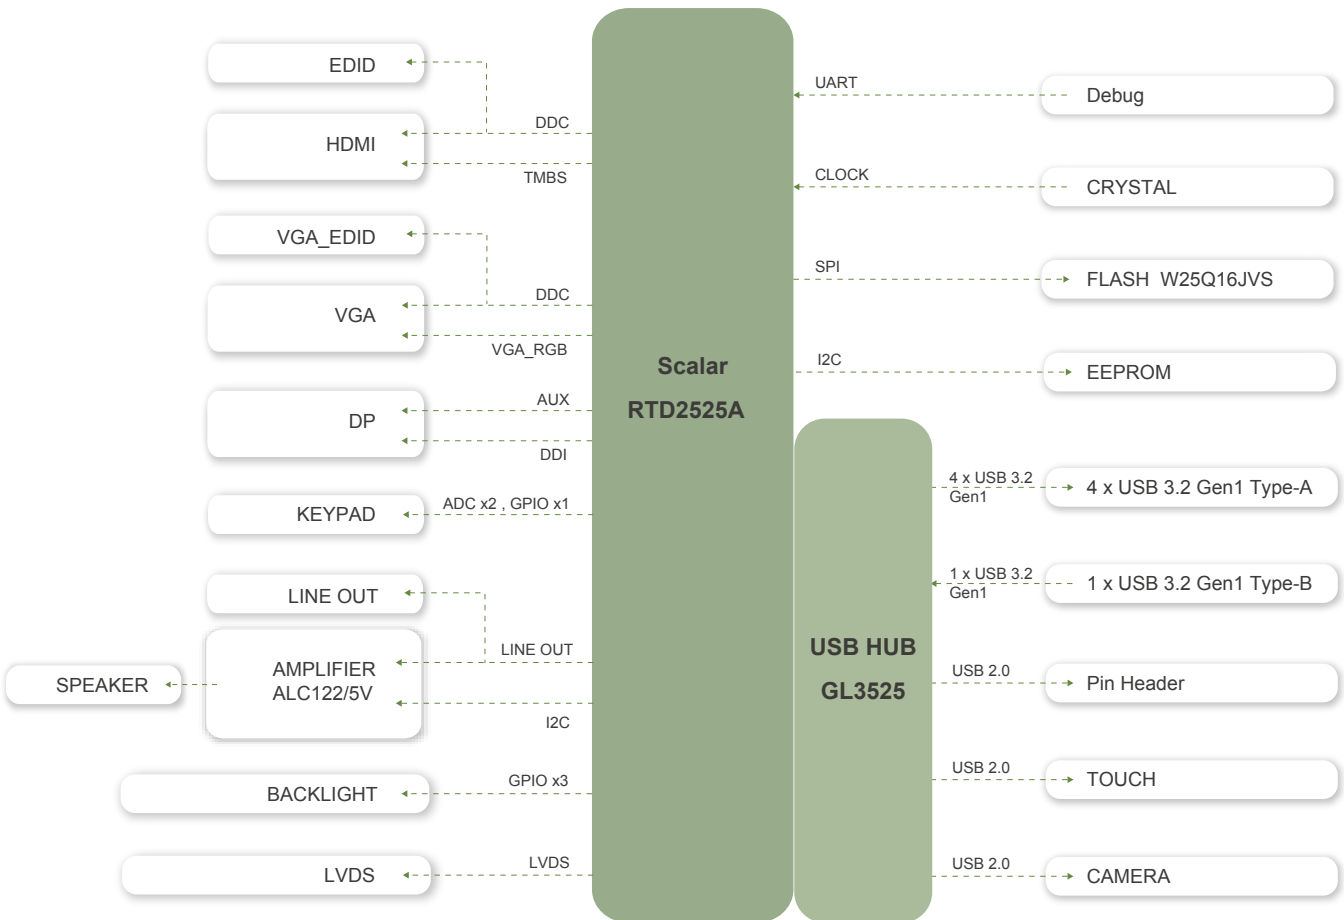 EDID
DDC
HDMI
TMBS
VGA_EDID
DDC
VGA
VGA_RGB
AUX
DP
DDI
ADC x2 , GPIO x1
KEYPAD
LINE OUT
LINE OUT
AMPLIFIER
ALC122/5V
SPEAKER
I2C
GPIO x3
BACKLIGHT
LVDS
LVDS
Scalar
RTD2525A
UART
Debug
CLOCK
CRYSTAL
SPI
FLASH W25Q16JVS
I2C
EEPROM
USB HUB
GL3525
4 x USB 3.2
Gen1
4 x USB 3.2 Gen1 Type-A
1 x USB 3.2
Gen1
1 x USB 3.2 Gen1 Type-B
USB 2.0
Pin Header
USB 2.0
TOUCH
USB 2.0
CAMERA